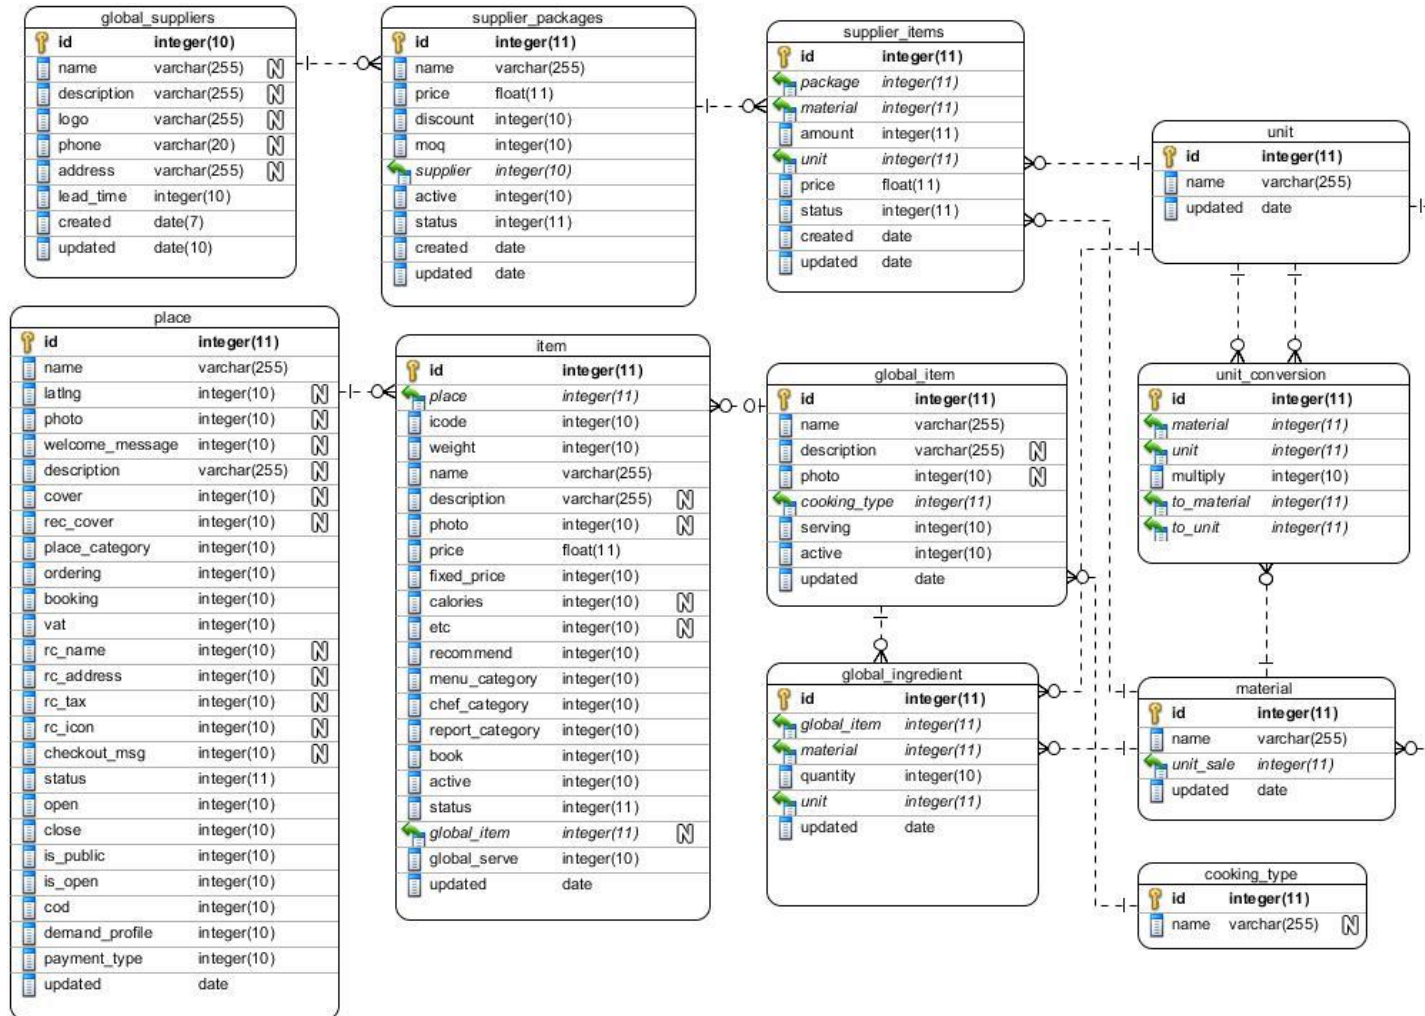 global_suppliers
id integer(10)
name varchar(255) N
description varchar(255) N
logo varchar(255) N
phone varchar(20) N
address varchar(255) N
lead_time integer(10)
created date(7)
updated date(10)
supplier_packages
id integer(11)
name varchar(255)
price float(11)
discount integer(10)
moq integer(10)
supplier integer(10)
active integer(10)
status integer(11)
created date
updated date
supplier_items
id integer(11)
package integer(11)
material integer(11)
amount integer(11)
unit integer(11)
price float(11)
status integer(11)
created date
updated date
unit
id integer(11)
name varchar(255)
updated date
place
id integer(11)
name varchar(255)
latlng integer(10) N
photo integer(10) N
welcome_message integer(10) N
description varchar(255) N
cover integer(10) N
rec_cover integer(10) N
place_category integer(10)
ordering integer(10)
booking integer(10)
vat integer(10)
rc_name integer(10) N
rc_address integer(10) N
rc_tax integer(10) N
rc_icon integer(10) N
checkout_msg integer(10) N
status integer(11)
open integer(10)
close integer(10)
is_public integer(10)
is_open integer(10)
cod integer(10)
demand_profile integer(10)
payment_type integer(10)
updated date
item
id integer(11)
place integer(11)
icode integer(10)
weight integer(10)
name varchar(255)
description varchar(255) N
photo integer(10) N
price float(11)
fixed_price integer(10)
calories integer(10) N
etc integer(10) N
recommend integer(10)
menu_category integer(10)
chef_category integer(10)
report_category integer(10)
book integer(10)
active integer(10)
status integer(11)
global_item integer(11) N
global_serve integer(10)
updated date
global_item
id integer(11)
name varchar(255)
description varchar(255) N
photo integer(10) N
cooking_type integer(11)
serving integer(10)
active integer(10)
updated date
unit_conversion
id integer(11)
material integer(11)
unit integer(11)
multiply integer(10)
to_material integer(11)
to_unit integer(11)
global_ingredient
id integer(11)
global_item integer(11)
material integer(11)
quantity integer(10)
unit integer(11)
updated date
material
id integer(11)
name varchar(255)
unit_sale integer(11)
updated date
cooking_type
id integer(11)
name varchar(255) N